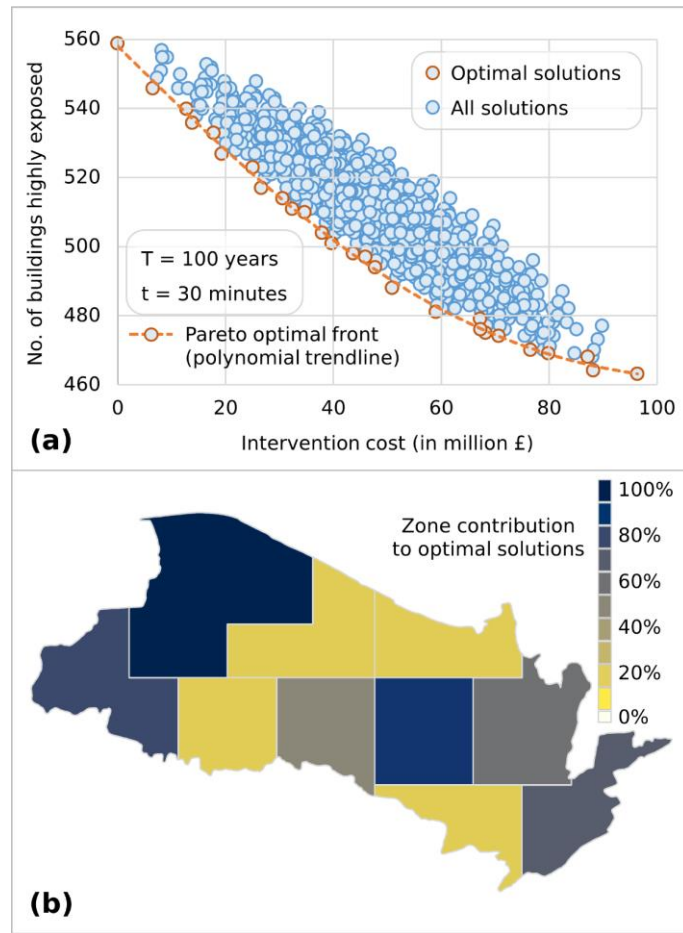 560
540
520
500
480
460
No. of buildings highly exposed
Optimal solutions
All solutions
T = 100 years
t = 30 minutes
Pareto optimal front
(polynomial trendline)
0
20
40
60
80
100
(a)
Intervention cost (in million £)
Zone contribution
to optimal solutions
100%
80%
60%
40%
20%
0%
(b)